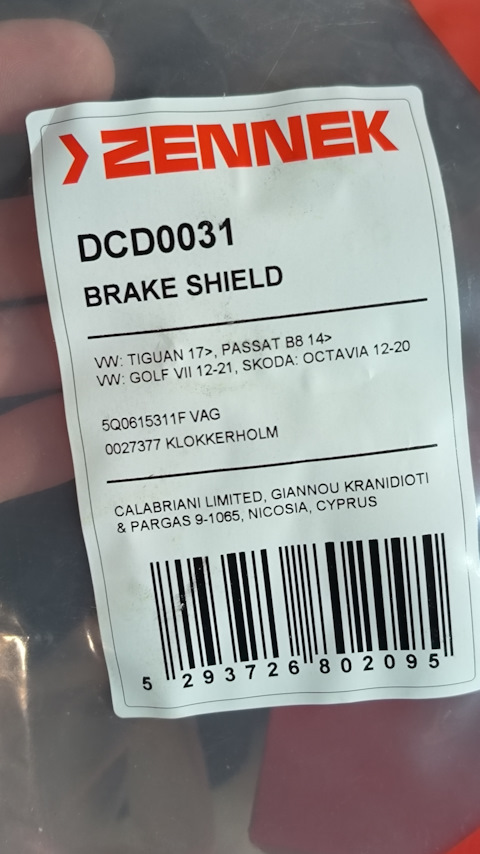 ZENNEK
DCD0031
BRAKE SHIELD
VW: TIGUAN 17>, PASSAT B8 14>
VW: GOLF VII 12-21, SKODA: OCTAVIA 12-20
5Q0615311F VAG
0027377 KLOKKERHOLM
CALABRIANI LIMITED, GIANNOU KRANIDIOTI
& PARGAS 9-1065, NICOSIA, CYPRUS
5 293726 802095